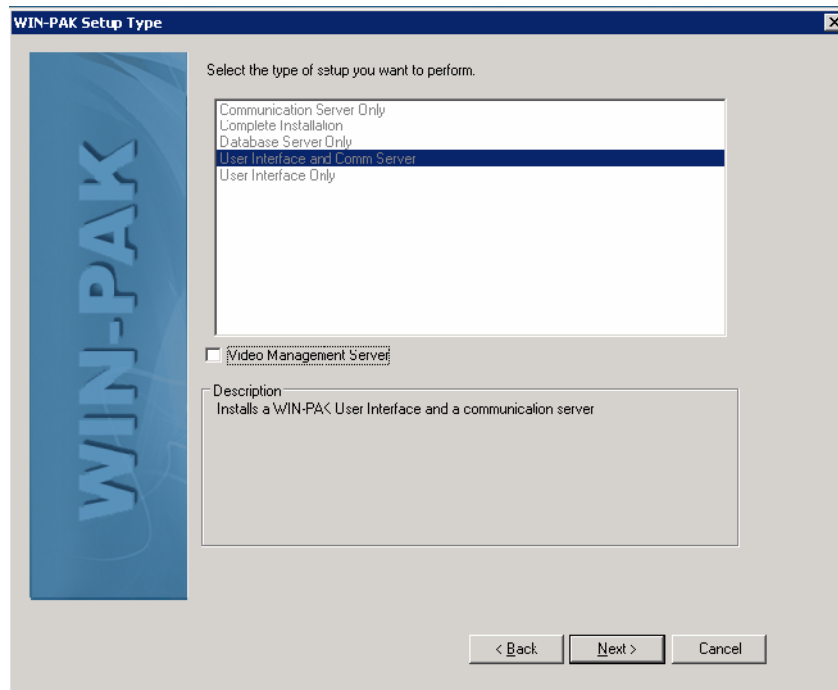 WIN-PAK Setup Type
Select the type of setup you want to perform.
Communication Server Only
Complete Installation
Database Server Only
User Interface and Comm Server
User Interface Only
WIN-PAK
Video Management Server
Description
Installs a WIN-PAK User Interface and a communication server
< Back
Next >
Cancel